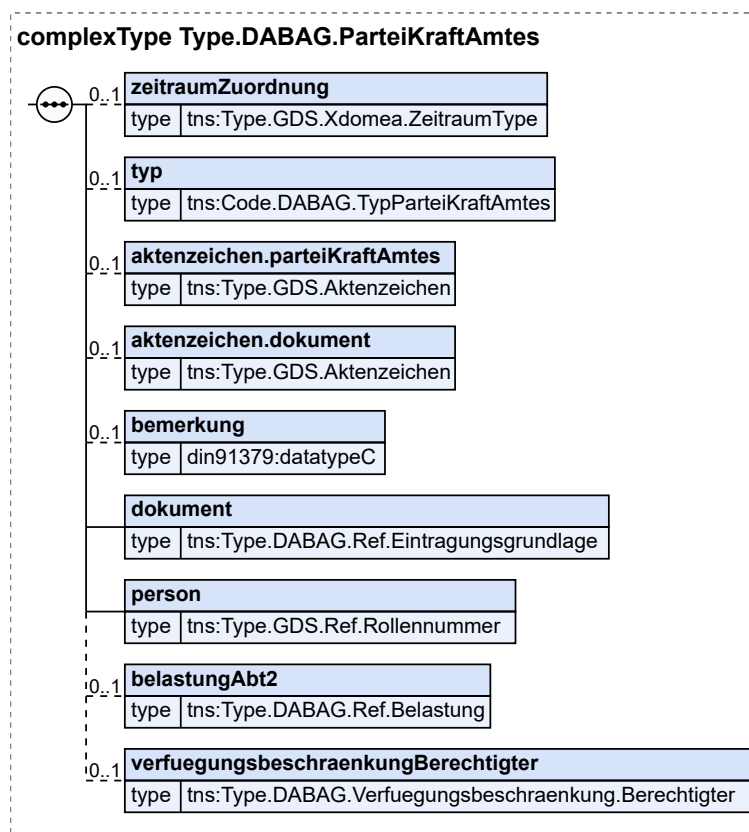 complexType Type.DABAG.ParteiKraftAmtes
0..1 zeitraumZuordnung
type tns:Type.GDS.Xdomea.ZeitraumType
0..1 typ
type tns:Code.DABAG.TypParteiKraftAmtes
0..1 aktenzeichen.parteiKraftAmtes
type tns:Type.GDS.Aktenzeichen
0..1 aktenzeichen.dokument
type tns:Type.GDS.Aktenzeichen
0..1 bemerkung
type din91379:datatypeC
dokument
type tns:Type.DABAG.Ref.Eintragungsgrundlage
person
type tns:Type.GDS.Ref.Rollennummer
0..1 belastungAbt2
type tns:Type.DABAG.Ref.Belastung
0..1 verfuegungsbeschraenkungBerechtigter
type tns:Type.DABAG.Verfuegungsbeschraenkung.Berechtigter